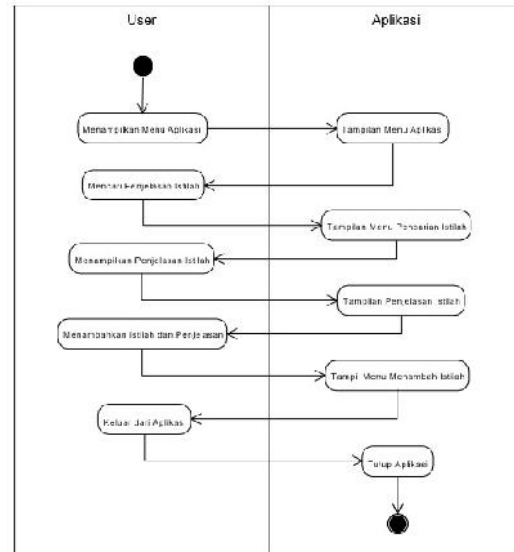 User
Aplikasi
Menampilkan Menu Aplikasi
Tampilan Menu Aplikas
Mencari Penjelasan Istilah
Tampilan Menu Pencarian Istilah
Menampilkan Penjelasan Istilah
Tampilan Penjelasan Istilah
Menambahkan Istilah dan Penjelasan
Tampil Menu Menambah Istilah
Keluar dari Aplikas
Tutup Aplikasi